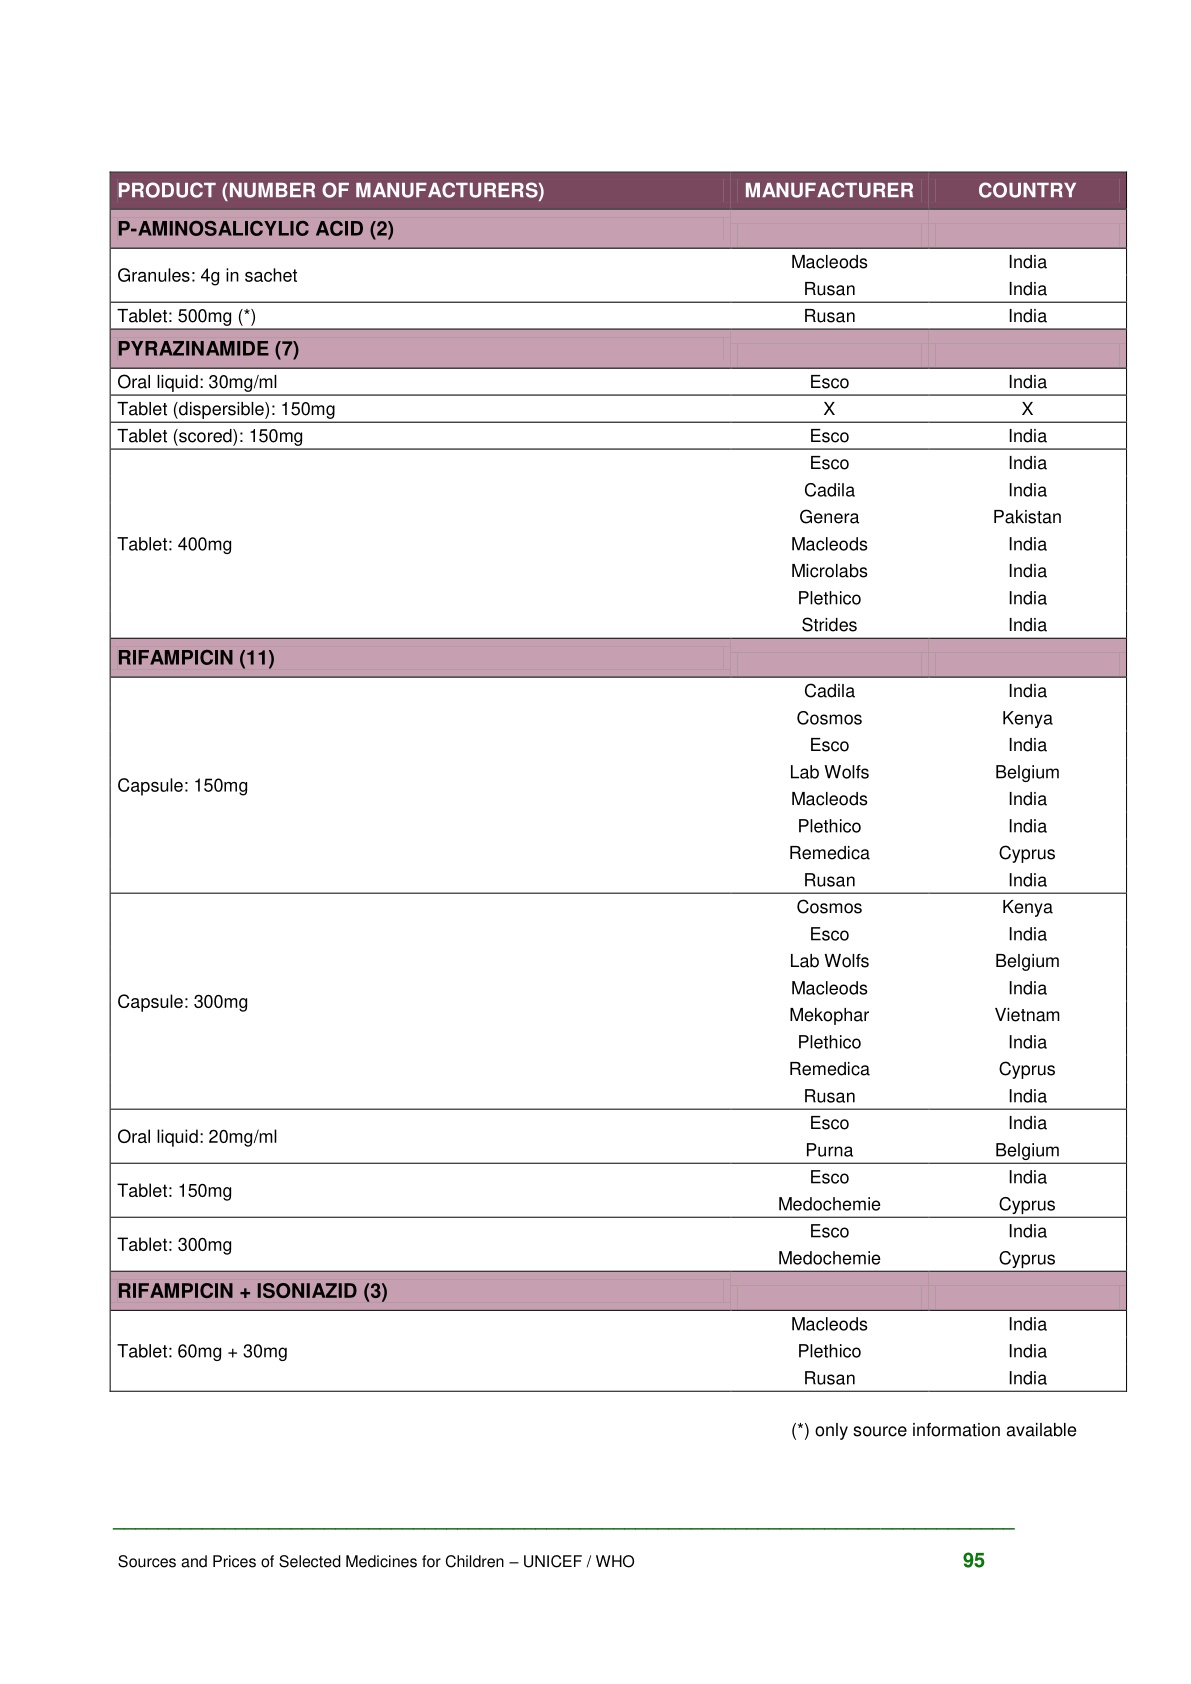 PRODUCT (NUMBER OF MANUFACTURERS) MANUFACTURER COUNTRY
P-AMINOSALICYLIC ACID (2)
Granules: 4g in sachet
Macleods India
Rusan India
Tablet: 500mg (*) Rusan India
PYRAZINAMIDE (7)
Oral liquid: 30mg/ml Esco India
Tablet (dispersible): 150mg X X
Tablet (scored): 150mg Esco India
Tablet: 400mg
Esco India
Cadila India
Genera Pakistan
Macleods India
Microlabs India
Plethico India
Strides India
RIFAMPICIN (11)
Capsule: 150mg
Cadila India
Cosmos Kenya
Esco India
Lab Wolfs Belgium
Macleods India
Plethico India
Remedica Cyprus
Rusan India
Capsule: 300mg
Cosmos Kenya
Esco India
Lab Wolfs Belgium
Macleods India
Mekophar Vietnam
Plethico India
Remedica Cyprus
Rusan India
Oral liquid: 20mg/ml
Esco India
Purna Belgium
Tablet: 150mg
Esco India
Medochemie Cyprus
Tablet: 300mg
Esco India
Medochemie Cyprus
RIFAMPICIN + ISONIAZID (3)
Tablet: 60mg + 30mg
Macleods India
Plethico India
Rusan India
(*) only source information available
Sources and Prices of Selected Medicines for Children – UNICEF / WHO 95